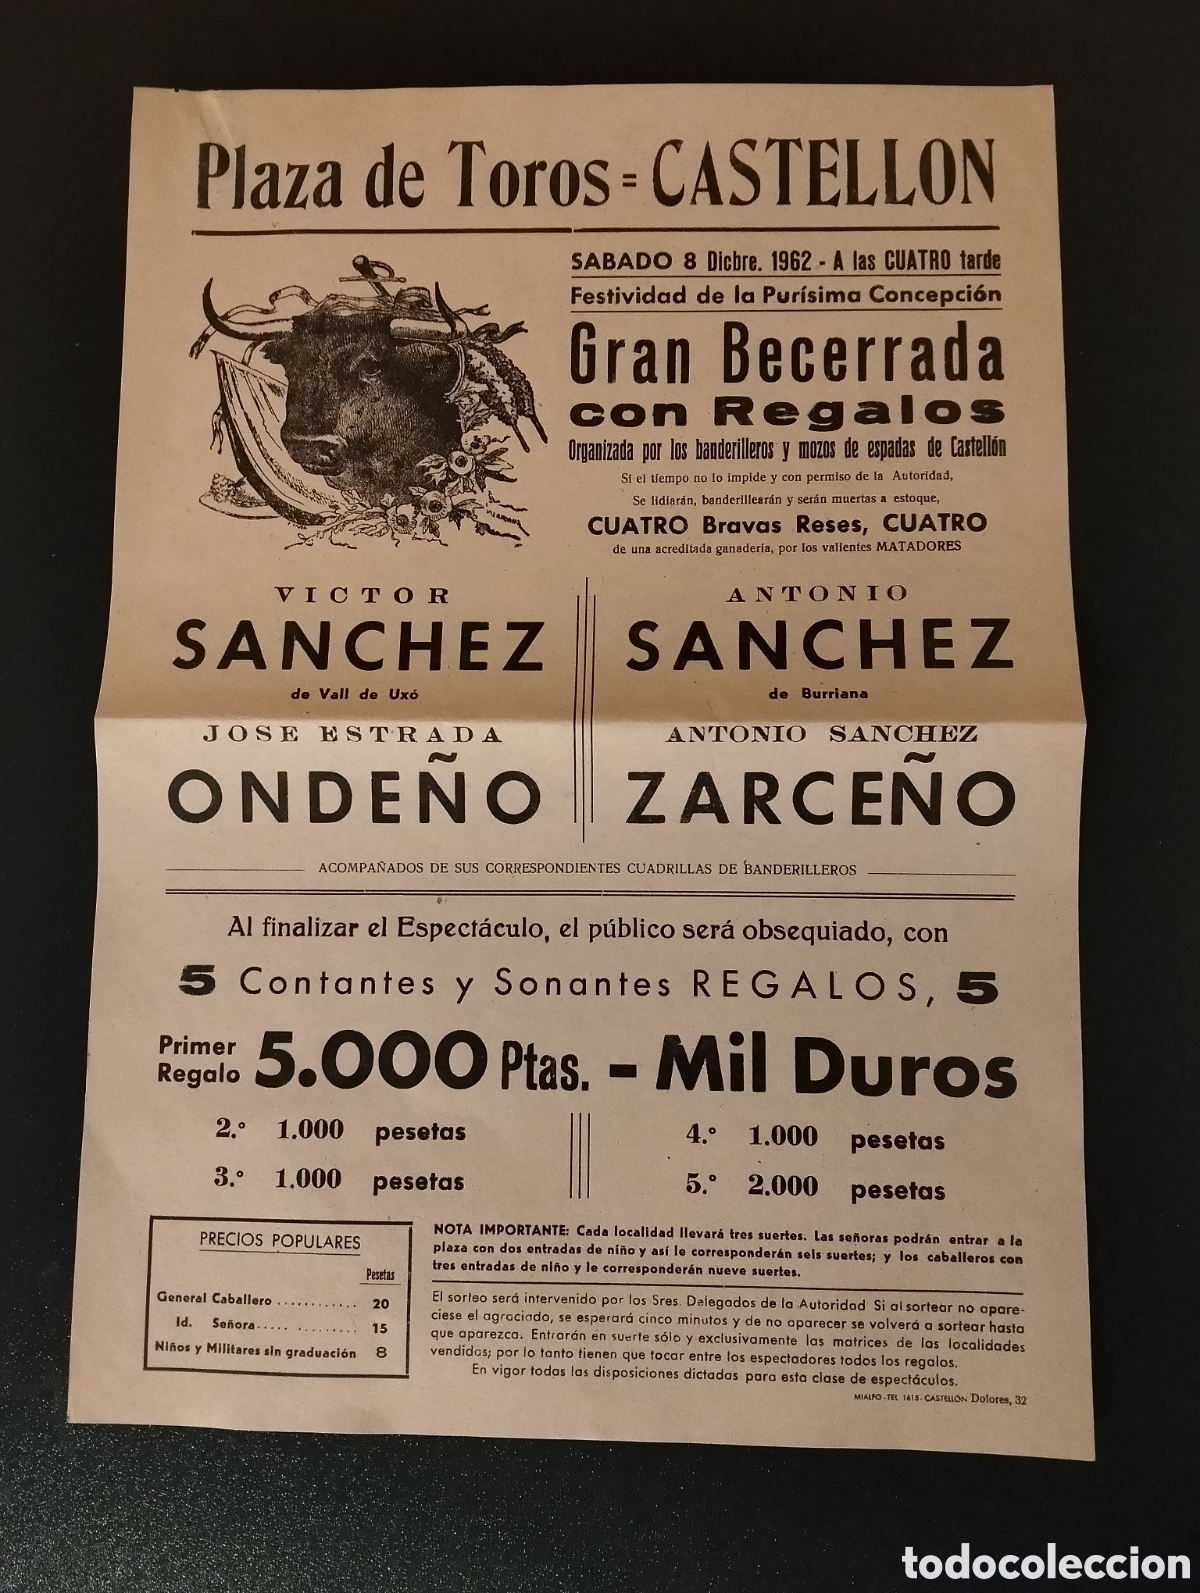 Plaza de Toros = CASTELLON
SABADO 8 Dicbre. 1962 - A las CUATRO tarde
Festividad de la Purísima Concepción
Gran Becerrada
con Regalos
Organizada por los banderilleros y mozos de espadas de Castellón
Si el tiempo no lo impide y con permiso de la Autoridad,
Se lidiarán, banderillearán y serán muertas a estoque,
CUATRO Bravas Reses, CUATRO
de una acreditada ganadería, por los valientes MATADORES
VICTOR
SANCHEZ
de Vall de Uxó
JOSE ESTRADA
ONDEÑO
ANTONIO
SANCHEZ
de Burriana
ANTONIO SANCHEZ
ZARCEÑO
ACOMPAÑADOS DE SUS CORRESPONDIENTES CUADRILLAS DE BANDERILLEROS
Al finalizar el Espectáculo, el público será obsequiado, con
5 Contantes y Sonantes REGALOS, 5
Primer Regalo 5.000 Ptas. - Mil Duros
2.º 1.000 pesetas
3.º 1.000 pesetas
4.º 1.000 pesetas
5.º 2.000 pesetas
PRECIOS POPULARES
Pesetas
General Caballero ............ 20
Id. Señora..... ......... 15
Niños y Militares sin graduación 8
NOTA IMPORTANTE: Cada localidad llevará tres suertes. Las señoras podrán entrar a la
plaza con dos entradas de niño y así le corresponderán seis suertes; y los caballeros con
tres entradas de niño y le corresponderán nueve suertes.
El sorteo será intervenido por los Sres. Delegados de la Autoridad Si al sortear no apare-
ciese el agraciado, se esperará cinco minutos y de no aparecer se volverá a sortear hasta
que aparezca. Entrarán en suerte sólo y exclusivamente las matrices de las localidades
vendidas; por lo tanto tienen que tocar entre los espectadores todos los regalos.
En vigor todas las disposiciones dictadas para esta clase de espectáculos.
MIALFO - TEL 1615 - CASTELLÓN Dolores, 32
todocoleccion